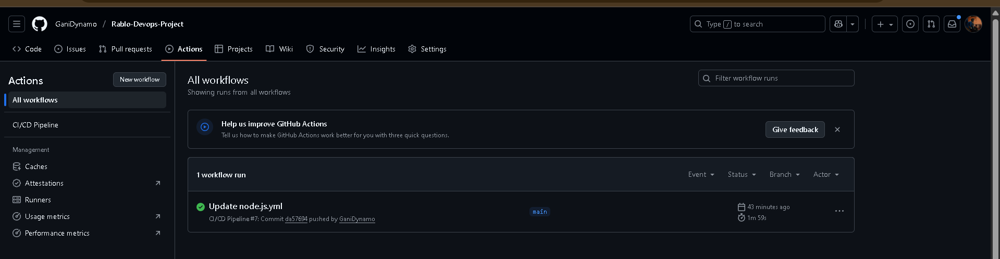 GaniDynamo / Rablo-Devops-Project
Type / to search
Code Issues Pull requests Actions Projects Wiki Security Insights Settings
Actions
New workflow
All workflows
CI/CD Pipeline
Management
Caches
Attestations
Runners
Usage metrics
Performance metrics
All workflows
Showing runs from all workflows
Filter workflow runs
Help us improve GitHub Actions
Tell us how to make GitHub Actions work better for you with three quick questions.
Give feedback
1 workflow run
Event Status Branch Actor
Update node.js.yml
CI/CD Pipeline #7: Commit da57694 pushed by GaniDynamo
main
43 minutes ago
1m 59s